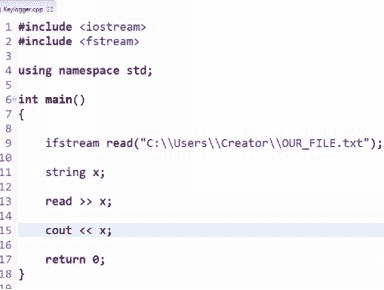 Keylogger.cpp
1 #include <iostream>
2 #include <fstream>
3
4 using namespace std;
5
6 int main()
7 {
8
9 ifstream read("C:\\Users\\Creator\\OUR_FILE.txt");
10
11 string x;
12
13 read >> x;
14
15 cout << x;
16
17 return 0;
18 }
19